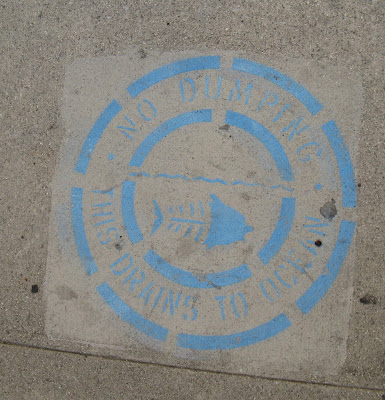 NO DUMPING
THIS DRAINS TO OCEAN